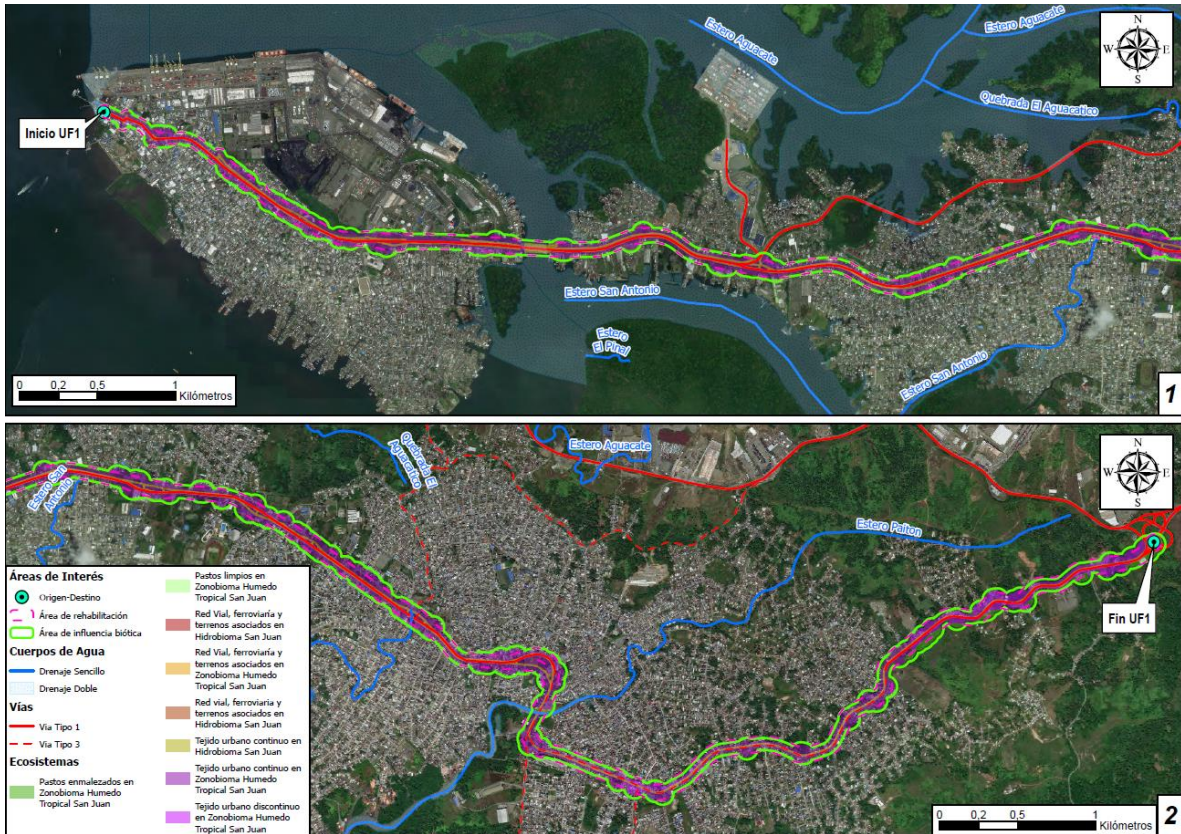 Estero Aguacate
Estero Aguacate
N
W E
S
Quebrada El Aguacatico
Inicio UF1
Estero San Antonio
Estero
El Pinal
Estero San Antonio
0 0,2 0,5 1
Kilómetros
1
Estero San
Antonio
Quebrada El
Aguacatico
Estero Aguacate
N
W E
S
Estero Paiton
Fin UF1
Áreas de Interés
Origen-Destino
Área de rehabilitación
Área de influencia biótica
Cuerpos de Agua
Drenaje Sencillo
Drenaje Doble
Vías
Via Tipo 1
Via Tipo 3
Ecosistemas
Pastos enmalezados en
Zonobioma Humedo
Tropical San Juan
Pastos limpios en
Zonobioma Humedo
Tropical San Juan
Red Vial, ferroviaría y
terrenos asociados en
Hidrobioma San Juan
Red Vial, ferroviaría y
terrenos asociados en
Zonobioma Humedo
Tropical San Juan
Red vial, ferroviaria y
terrenos asociados en
Hidrobioma San Juan
Tejido urbano continuo en
Hidrobioma San Juan
Tejido urbano continuo en
Zonobioma Humedo
Tropical San Juan
Tejido urbano discontinuo
en Zonobioma Humedo
Tropical San Juan
0 0,2 0,5 1
Kilómetros
2